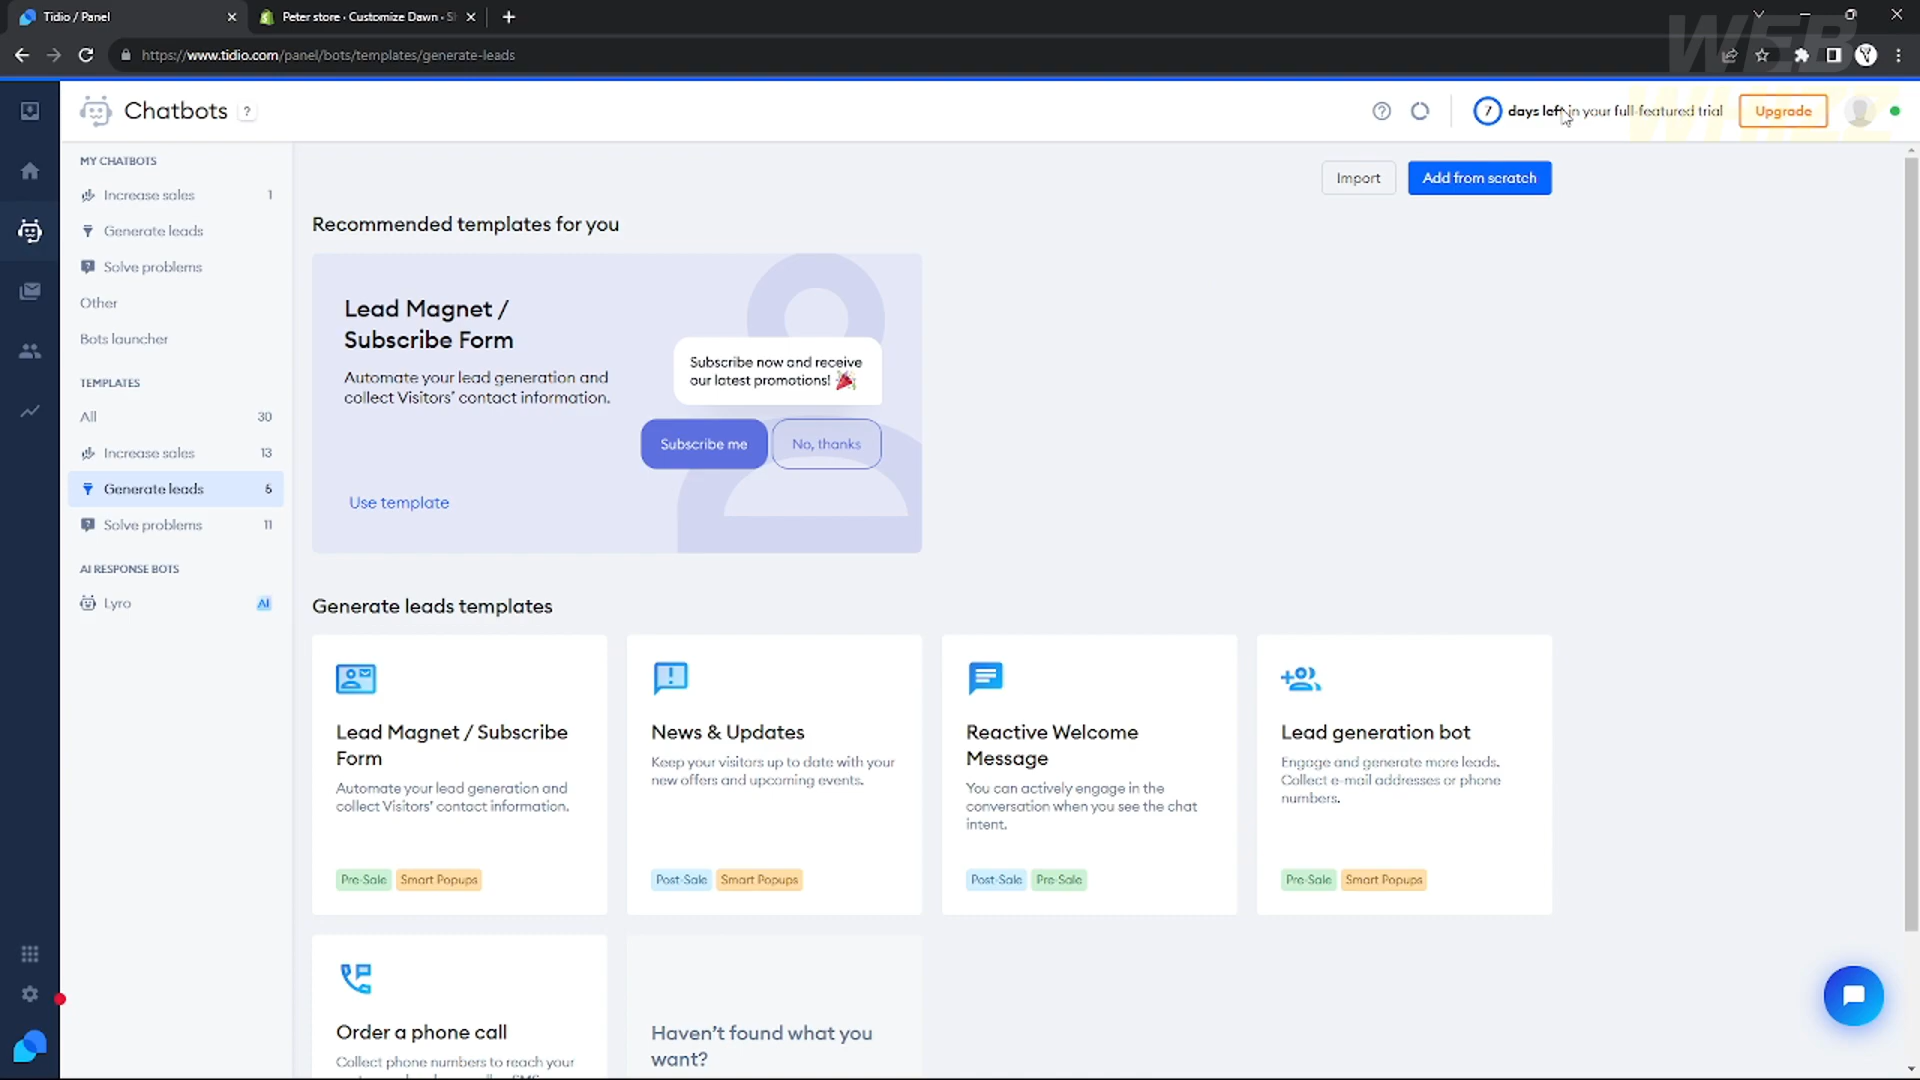 Tidio / Panel
Peter store · Customize Dawn · Sh
https://www.tidio.com/panel/bots/templates/generate-leads
WEB
WHIZZ
Chatbots ?
7 days left in your full-featured trial
Upgrade
MY CHATBOTS
Increase sales 1
Generate leads
Solve problems
Other
Bots launcher
TEMPLATES
All 30
Increase sales 13
Generate leads 6
Solve problems 11
AI RESPONSE BOTS
Lyro AI
Import
Add from scratch
Recommended templates for you
Lead Magnet /
Subscribe Form
Automate your lead generation and
collect Visitors' contact information.
Subscribe now and receive
our latest promotions! 🎉
Subscribe me
No, thanks
Use template
Generate leads templates
Lead Magnet / Subscribe
Form
Automate your lead generation and
collect Visitors' contact information.
Pre-Sale Smart Popups
News & Updates
Keep your visitors up to date with your
new offers and upcoming events.
Post-Sale Smart Popups
Reactive Welcome
Message
You can actively engage in the
conversation when you see the chat
intent.
Post-Sale Pre-Sale
Lead generation bot
Engage and generate more leads.
Collect e-mail addresses or phone
numbers.
Pre-Sale Smart Popups
Order a phone call
Collect phone numbers to reach your
Haven't found what you
want?